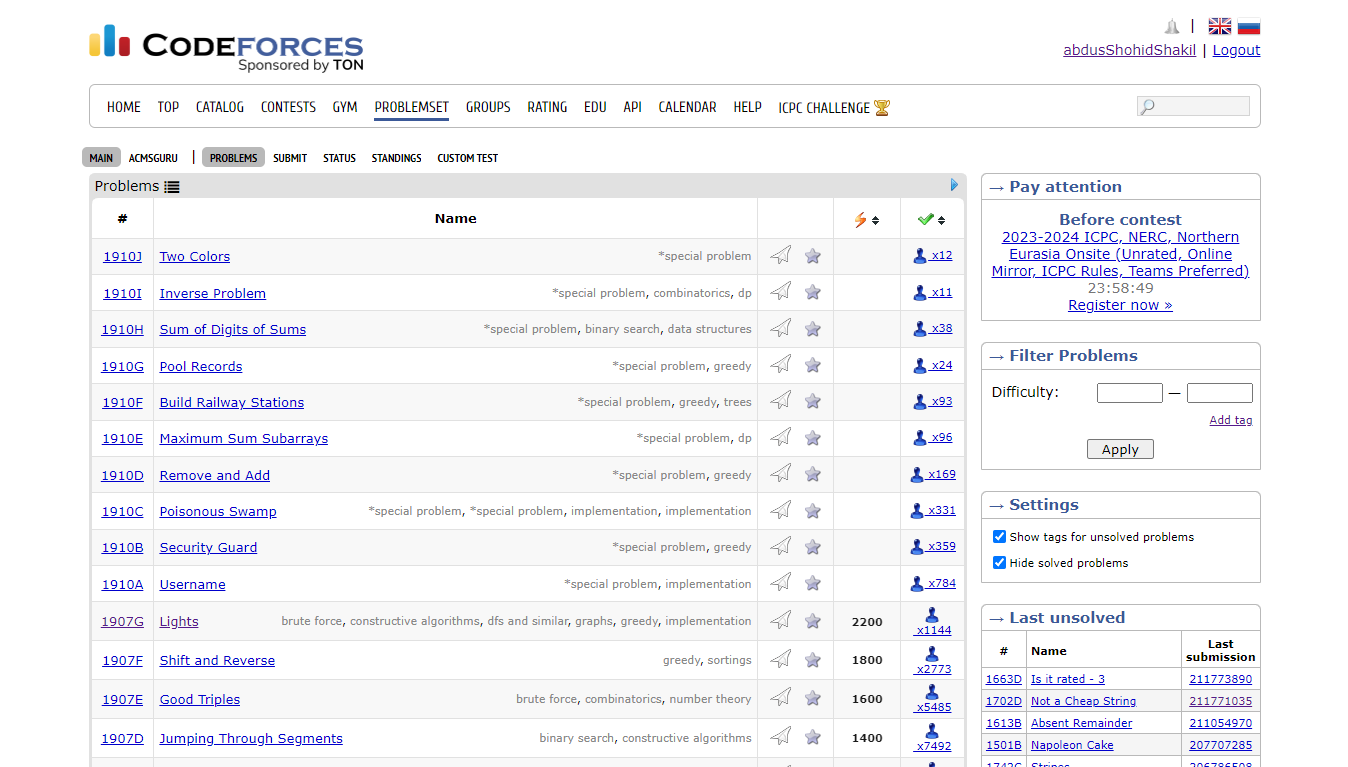 CODEFORCES
Sponsored by TON
|
abdusShohidShakil | Logout
HOME TOP CATALOG CONTESTS GYM PROBLEMSET GROUPS RATING EDU API CALENDAR HELP ICPC CHALLENGE
MAIN ACMSGURU | PROBLEMS SUBMIT STATUS STANDINGS CUSTOM TEST
Problems
# Name
1910J Two Colors *special problem x12
1910I Inverse Problem *special problem, combinatorics, dp x11
1910H Sum of Digits of Sums *special problem, binary search, data structures x38
1910G Pool Records *special problem, greedy x24
1910F Build Railway Stations *special problem, greedy, trees x93
1910E Maximum Sum Subarrays *special problem, dp x96
1910D Remove and Add *special problem, greedy x169
1910C Poisonous Swamp *special problem, *special problem, implementation, implementation x331
1910B Security Guard *special problem, greedy x359
1910A Username *special problem, implementation x784
1907G Lights brute force, constructive algorithms, dfs and similar, graphs, greedy, implementation 2200 x1144
1907F Shift and Reverse greedy, sortings 1800 x2773
1907E Good Triples brute force, combinatorics, number theory 1600 x5485
1907D Jumping Through Segments binary search, constructive algorithms 1400 x7492
→ Pay attention
Before contest
2023-2024 ICPC, NERC, Northern
Eurasia Onsite (Unrated, Online
Mirror, ICPC Rules, Teams Preferred)
23:58:49
Register now »
→ Filter Problems
Difficulty: —
Add tag
Apply
→ Settings
Show tags for unsolved problems
Hide solved problems
→ Last unsolved
# Name Last submission
1663D Is it rated - 3 211773890
1702D Not a Cheap String 211771035
1613B Absent Remainder 211054970
1501B Napoleon Cake 207707285